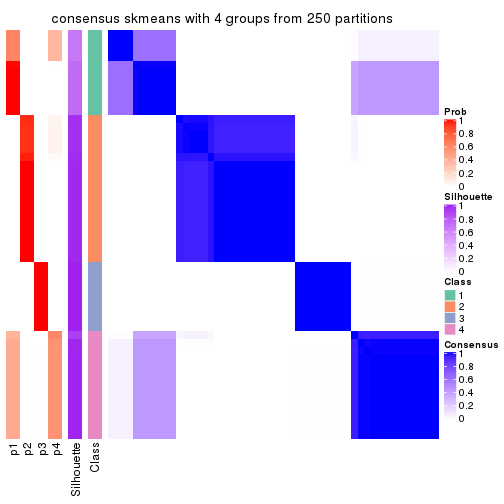 consensus skmeans with 4 groups from 250 partitions
Prob
1
0.8
0.6
0.4
0.2
0
Silhouette
1
0.8
0.6
0.4
0.2
0
Class
1
2
3
4
Consensus
1
0.8
0.6
0.4
0.2
0
p1
p2
p3
p4
Silhouette
Class